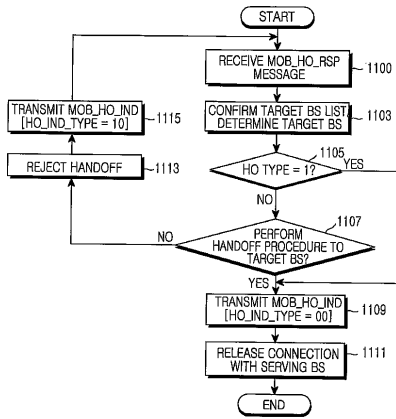 START
RECEIVE MOB_HO_RSP
MESSAGE
1100
TRANSMIT MOB_HO_IND
[HO_IND_TYPE = 10]
1115
CONFIRM TARGET BS LIST,
DETERMINE TARGET BS
1103
REJECT HANDOFF
1113
HO TYPE = 1?
1105
YES
NO
1107
PERFORM
HANDOFF PROCEDURE TO
TARGET BS?
NO
YES
TRANSMIT MOB_HO_IND
[HO_IND_TYPE = 00]
1109
RELEASE CONNECTION
WITH SERVING BS
1111
END